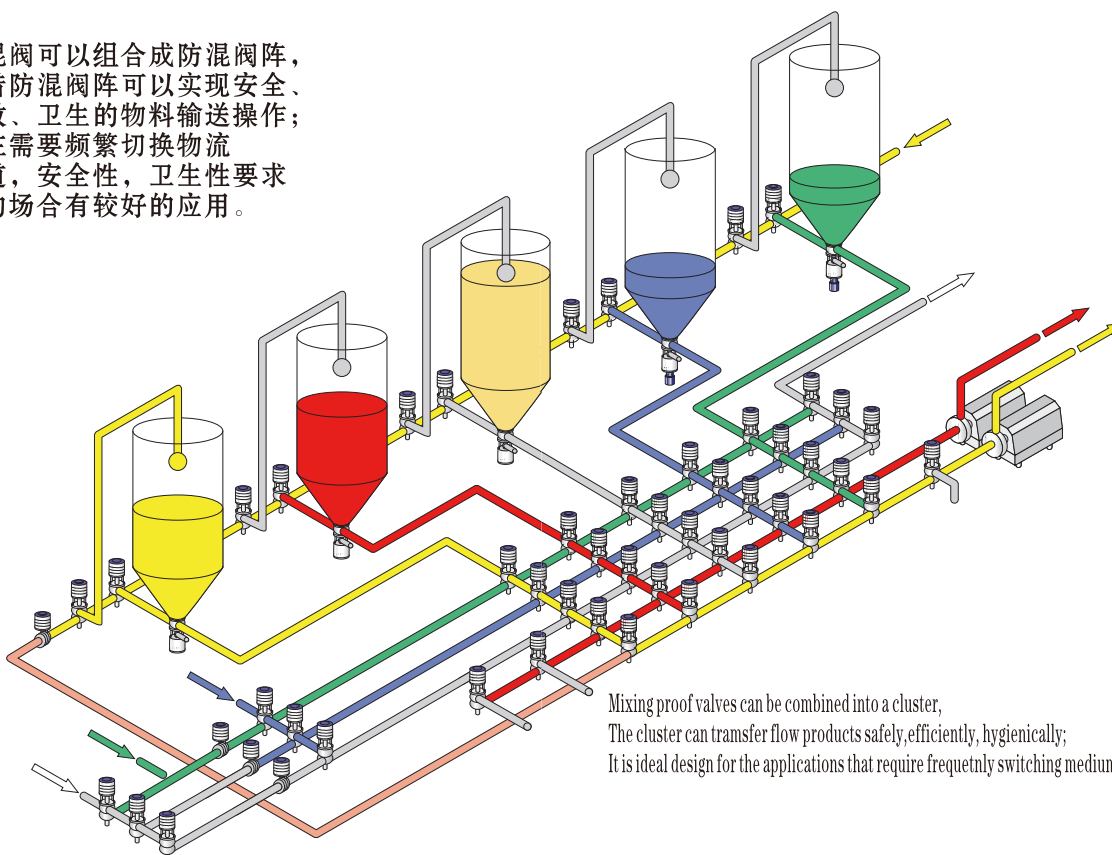 混阀可以组合成防混阀阵，
防混阀阵可以实现安全、
、卫生的物料输送操作；
需要频繁切换物流
，安全性，卫生性要求
场合有较好的应用。
Mixing proof valves can be combined into a cluster,
The cluster can transfer flow products safely,efficiently, hygienically;
It is ideal design for the applications that require frequetnly switching medium